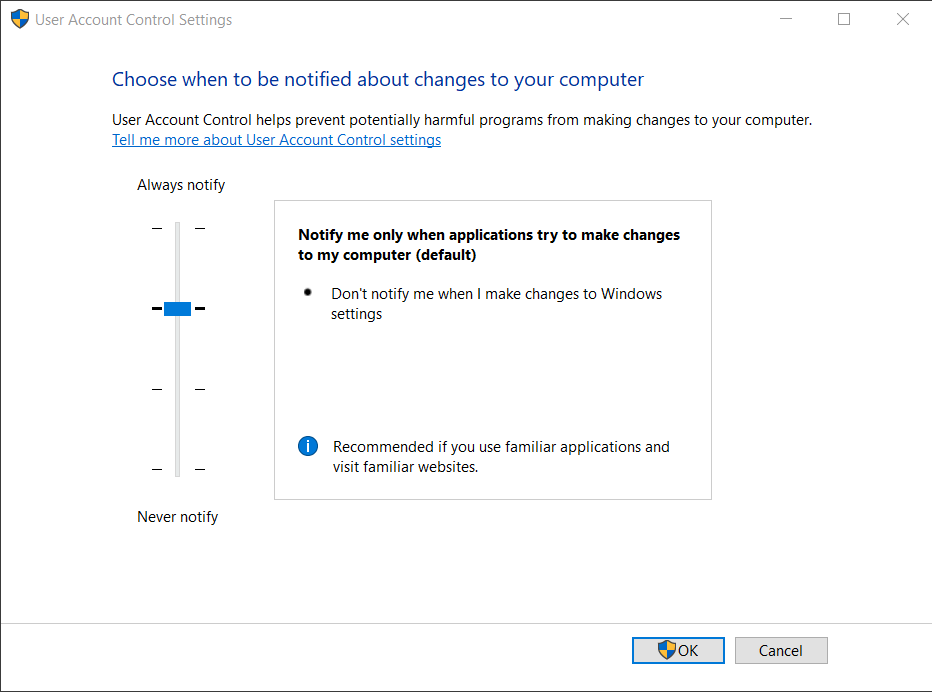 User Account Control Settings
Choose when to be notified about changes to your computer
User Account Control helps prevent potentially harmful programs from making changes to your computer.
Tell me more about User Account Control settings
Always notify
Notify me only when applications try to make changes
to my computer (default)
Don't notify me when I make changes to Windows
settings
Recommended if you use familiar applications and
visit familiar websites.
Never notify
OK
Cancel